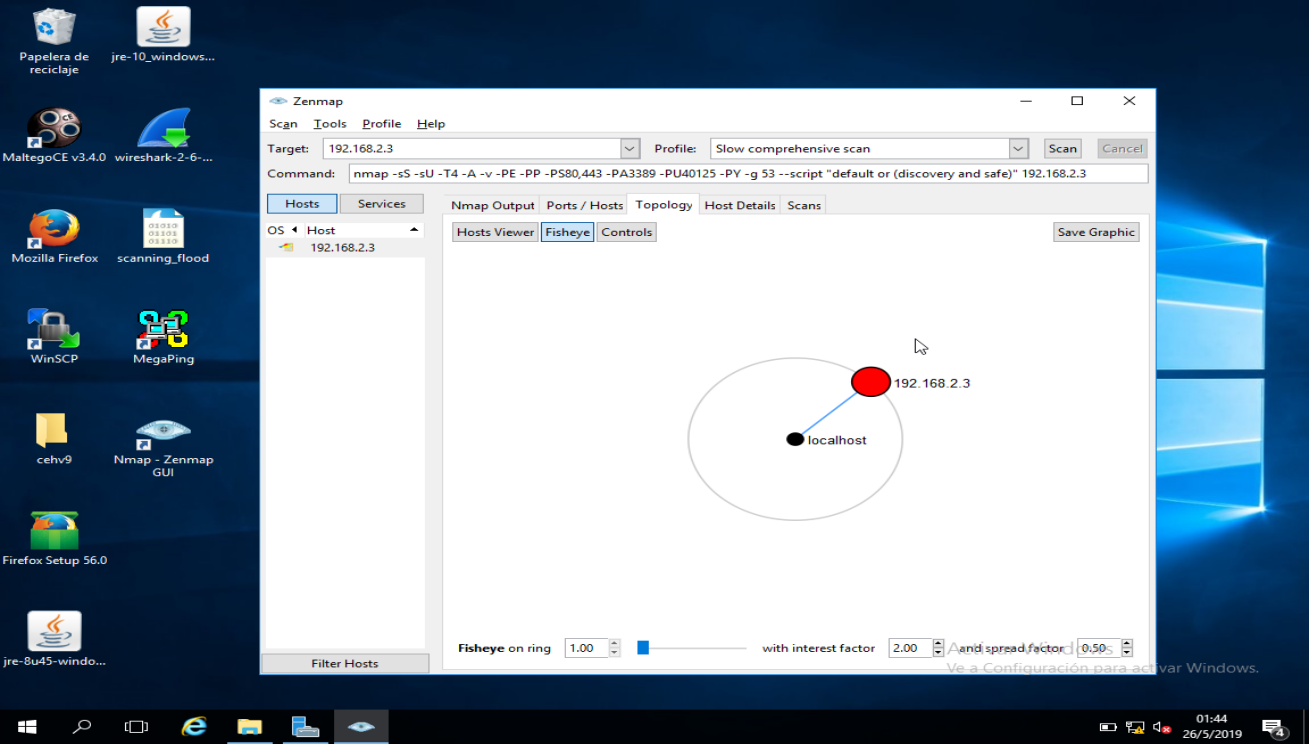 Papelera de
reciclaje
jre-10_windows...
MaltegoCE v3.4.0
wireshark-2-6-...
Mozilla Firefox
scanning_flood
WinSCP
MegaPing
cehv9
Nmap - Zenmap
GUI
Firefox Setup 56.0
jre-8u45-windo...
Zenmap
Scan Tools Profile Help
Target: 192.168.2.3 Profile: Slow comprehensive scan Scan Cancel
Command: nmap -sS -sU -T4 -A -v -PE -PP -PS80,443 -PA3389 -PU40125 -PY -g 53 --script "default or (discovery and safe)" 192.168.2.3
Hosts Services
Nmap Output Ports / Hosts Topology Host Details Scans
OS Host
192.168.2.3
Hosts Viewer Fisheye Controls Save Graphic
192.168.2.3
localhost
Fisheye on ring 1.00 with interest factor 2.00 and spread factor 0.50
Filter Hosts
Activar Windows
Ve a Configuración para activar Windows.
01:44
26/5/2019
4